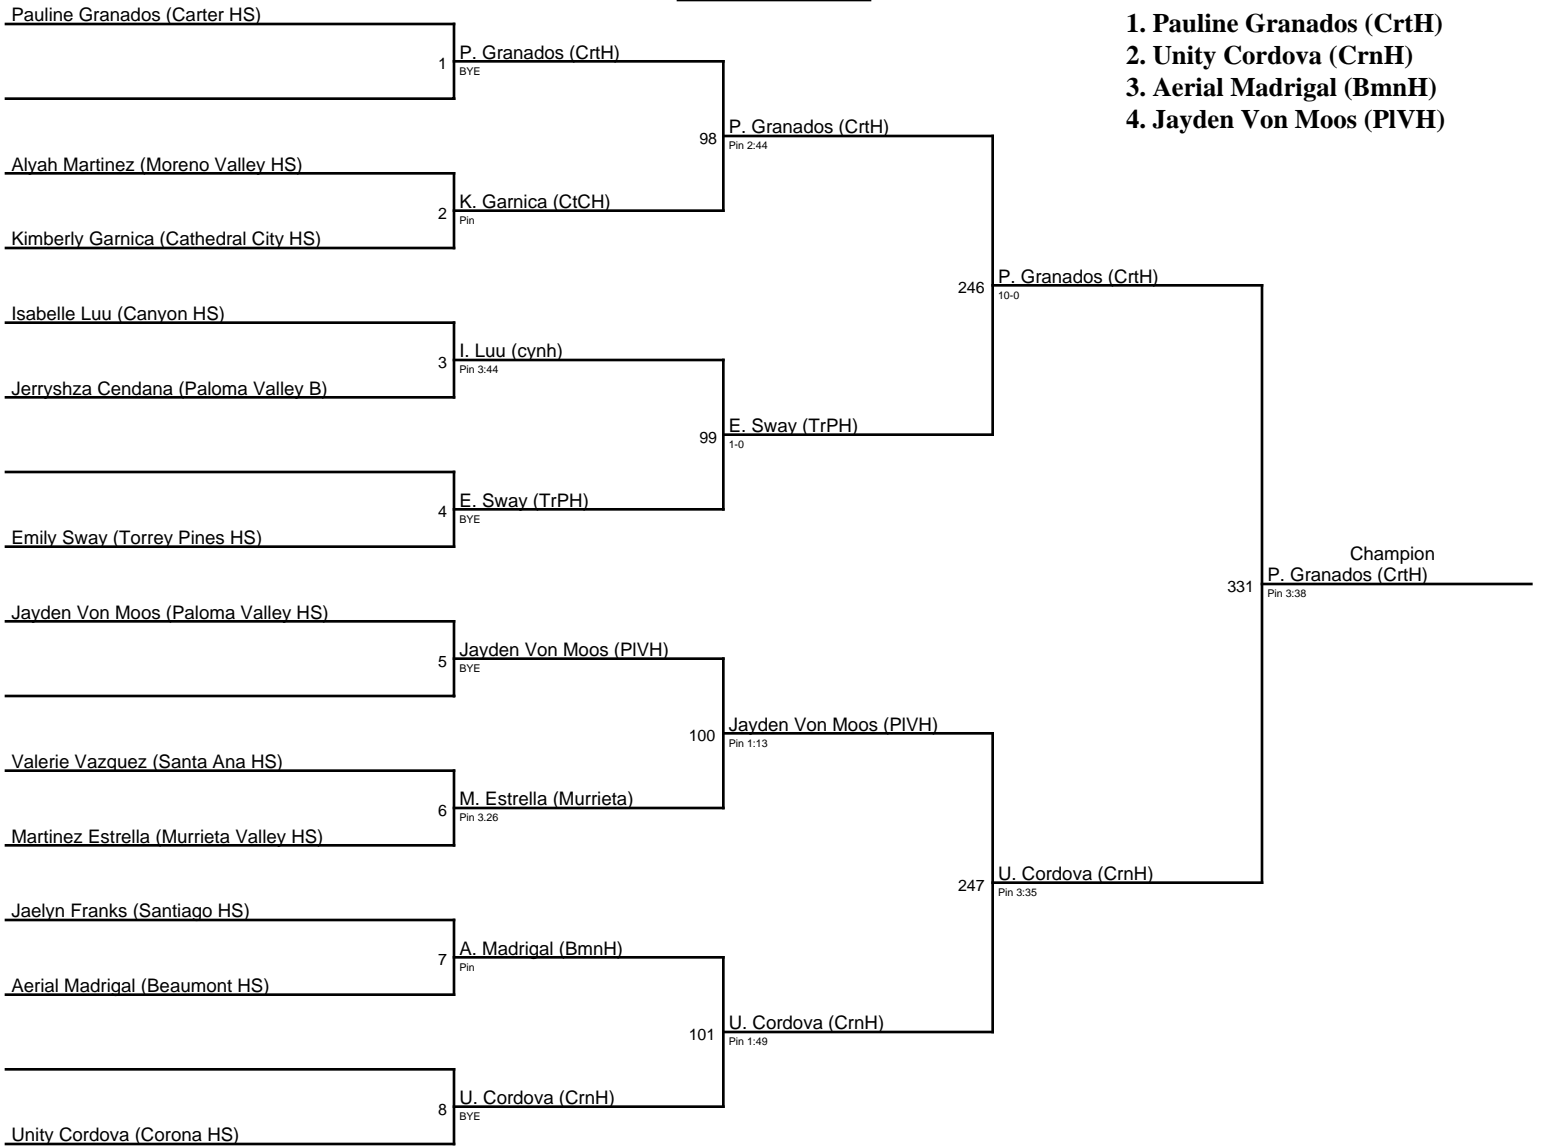 Pauline Granados (Carter HS)
1
P. Granados (CrtH)
BYE
Alyah Martinez (Moreno Valley HS)
2
K. Garnica (CtCH)
Pin
Kimberly Garnica (Cathedral City HS)
98
P. Granados (CrtH)
Pin 2:44
Isabelle Luu (Canyon HS)
3
I. Luu (cynh)
Pin 3:44
Jerryshza Cendana (Paloma Valley B)
99
E. Sway (TrPH)
1-0
4
E. Sway (TrPH)
BYE
Emily Sway (Torrey Pines HS)
246
P. Granados (CrtH)
10-0
Jayden Von Moos (Paloma Valley HS)
5
Jayden Von Moos (PlVH)
BYE
100
Jayden Von Moos (PlVH)
Pin 1:13
Valerie Vazquez (Santa Ana HS)
6
M. Estrella (Murrieta)
Pin 3.26
Martinez Estrella (Murrieta Valley HS)
247
U. Cordova (CrnH)
Pin 3:35
Jaelyn Franks (Santiago HS)
7
A. Madrigal (BmnH)
Pin
Aerial Madrigal (Beaumont HS)
101
U. Cordova (CrnH)
Pin 1:49
8
U. Cordova (CrnH)
BYE
Unity Cordova (Corona HS)
331
Champion
P. Granados (CrtH)
Pin 3:38
1. Pauline Granados (CrtH)
2. Unity Cordova (CrnH)
3. Aerial Madrigal (BmnH)
4. Jayden Von Moos (PlVH)